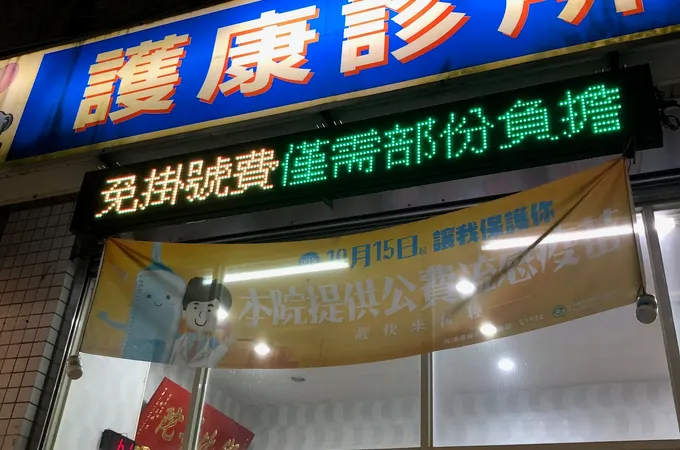 護康診所
免掛號費僅需部份負擔
10月15日起 讓我保護你
本院提供公費流感疫苗